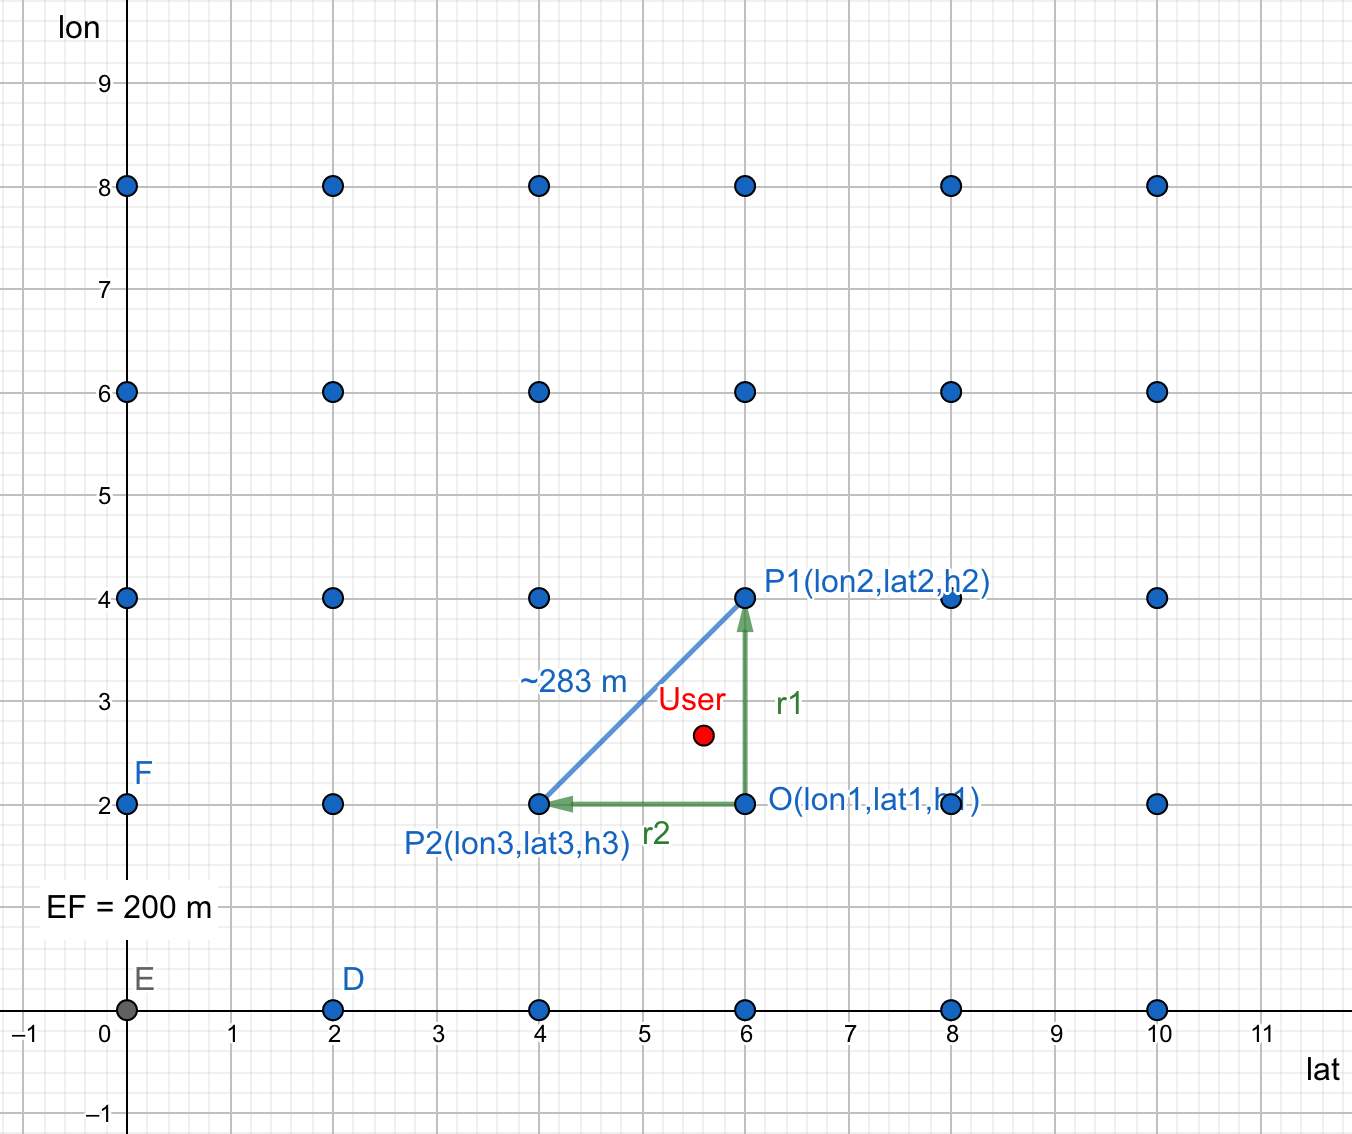 lon
9
8
7
6
5
4
P1(lon2,lat2,h2)
~283 m
3
User
r1
F
2
O(lon1,lat1,h1)
P2(lon3,lat3,h3)
r2
EF = 200 m
E
D
–1
0
1
2
3
4
5
6
7
8
9
10
11
lat
–1